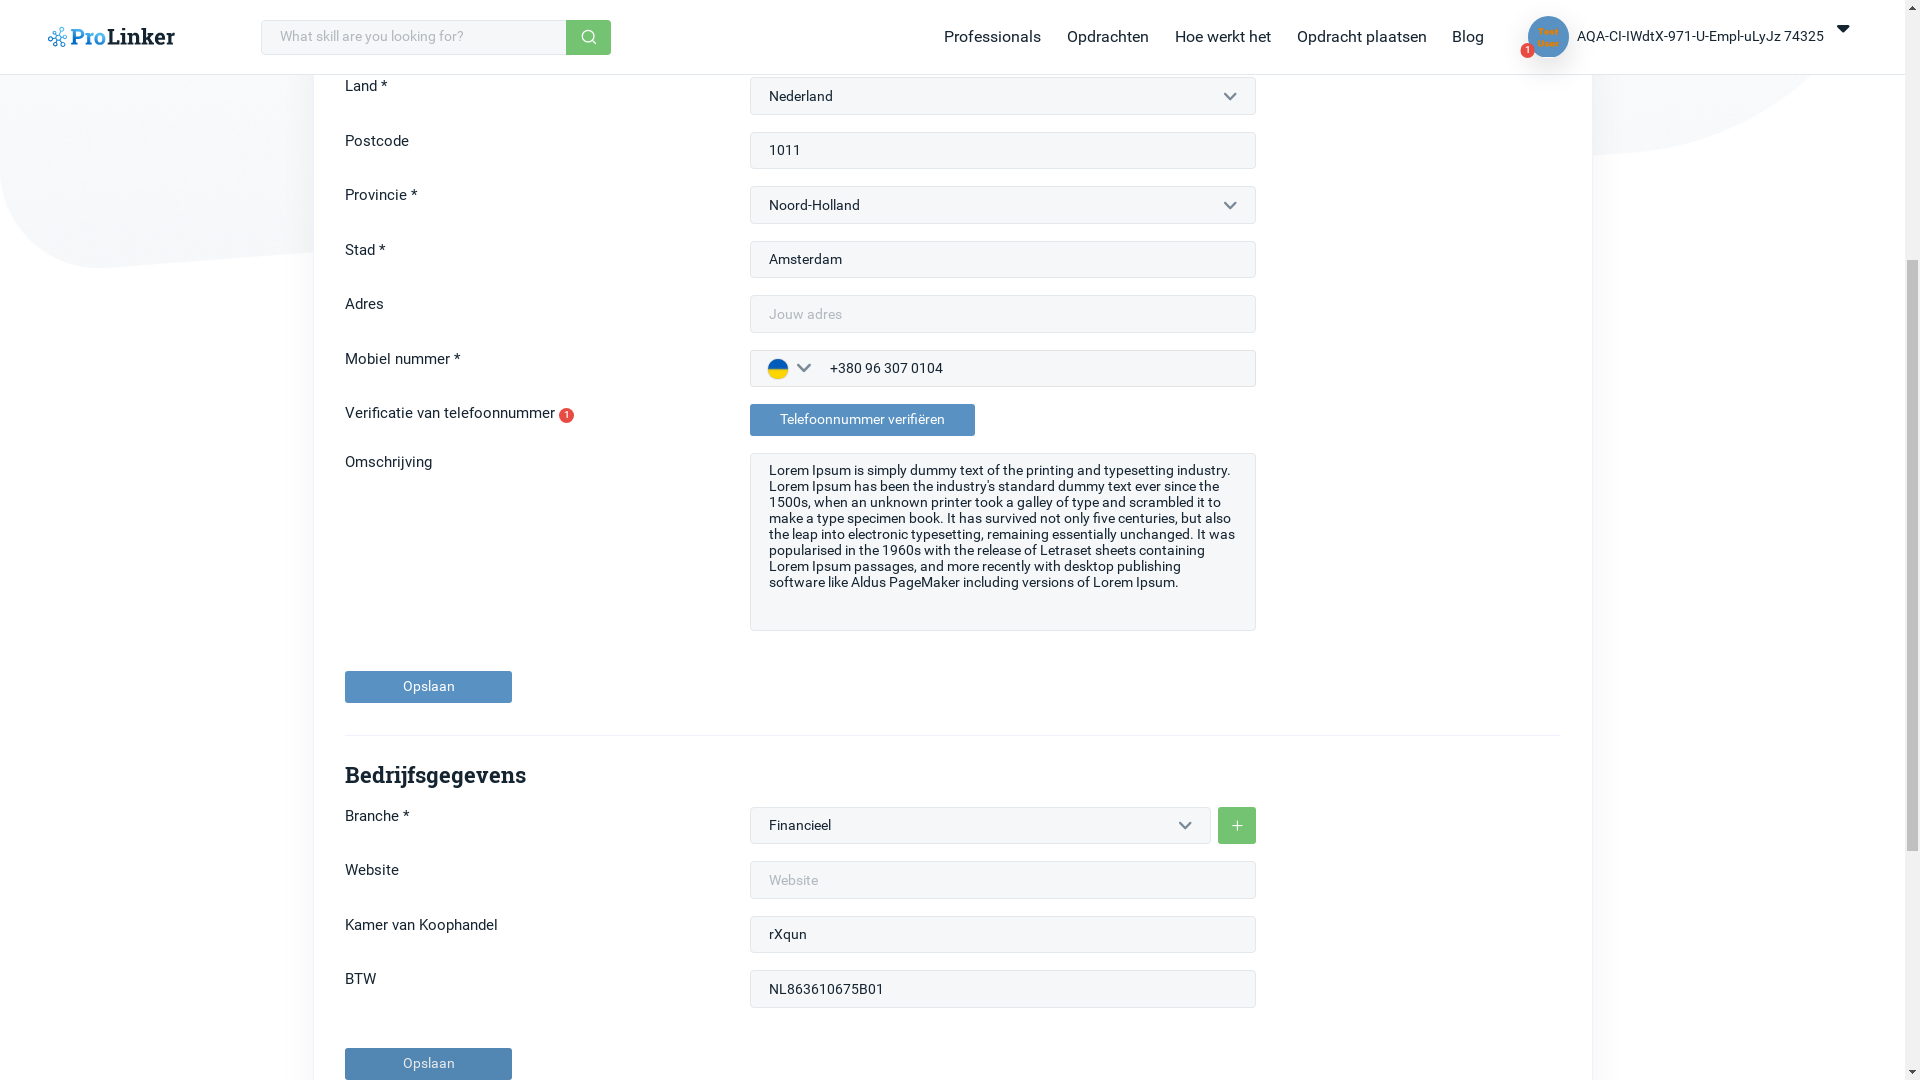 ProLinker
What skill are you looking for?
Professionals
Opdrachten
Hoe werkt het
Opdracht plaatsen
Blog
Test
User
1
AQA-CI-IWdtX-971-U-Empl-uLyJz 74325
Land *
Nederland
Postcode
1011
Provincie *
Noord-Holland
Stad *
Amsterdam
Adres
Jouw adres
Mobiel nummer *
+380 96 307 0104
Verificatie van telefoonnummer 1
Telefoonnummer verifiëren
Omschrijving
Lorem Ipsum is simply dummy text of the printing and typesetting industry.
Lorem Ipsum has been the industry's standard dummy text ever since the
1500s, when an unknown printer took a galley of type and scrambled it to
make a type specimen book. It has survived not only five centuries, but also
the leap into electronic typesetting, remaining essentially unchanged. It was
popularised in the 1960s with the release of Letraset sheets containing
Lorem Ipsum passages, and more recently with desktop publishing
software like Aldus PageMaker including versions of Lorem Ipsum.
Opslaan
Bedrijfsgegevens
Branche *
Financieel
Website
Website
Kamer van Koophandel
rXqun
BTW
NL863610675B01
Opslaan